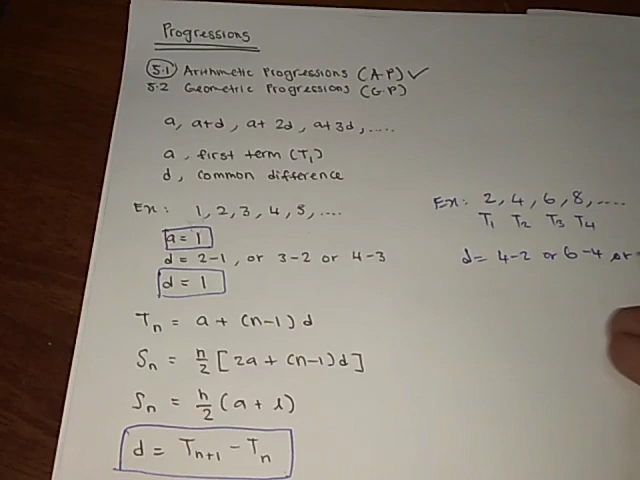 Progressions
5.1 Arithmetic Progressions (A.P) ✓
5.2 Geometric Progressions (G.P)
a, a+d, a+ 2d, a+3d, .....
a, first term (T₁)
d, common difference
Ex: 1, 2, 3, 4, 5, ....
a = 1
d = 2-1, or 3-2 or 4-3
d = 1
Tₙ = a + (n-1) d
Sₙ = n/2 [2a + (n-1)d]
Sₙ = n/2 (a + l)
d = Tₙ₊₁ - Tₙ
Ex: 2, 4, 6, 8, ....
T₁ T₂ T₃ T₄
d= 4-2 or 6-4 or